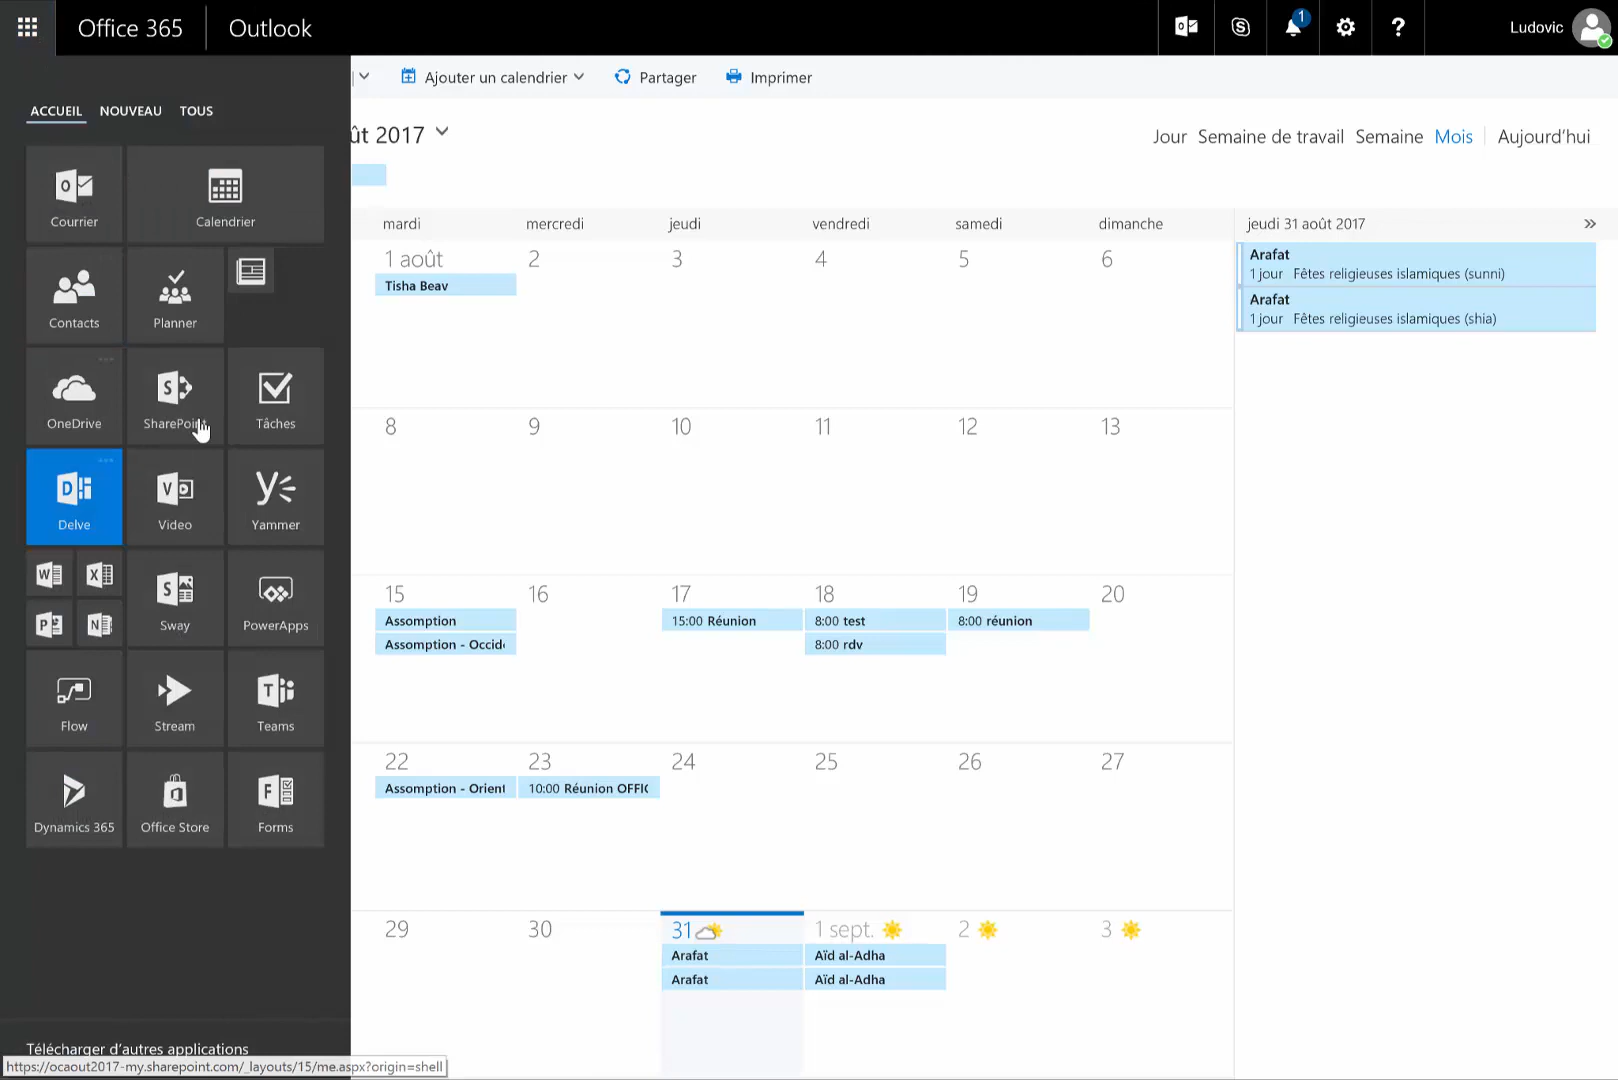 Office 365
Outlook
1
Ludovic
ACCUEIL NOUVEAU TOUS
Courrier
Calendrier
Contacts
Planner
OneDrive
SharePoint
Tâches
Delve
Video
Yammer
Sway
PowerApps
Flow
Stream
Teams
Dynamics 365
Office Store
Forms
Télécharger d'autres applications
https://ocaout2017-my.sharepoint.com/_layouts/15/me.aspx?origin=shell
Ajouter un calendrier
Partager
Imprimer
ût 2017
Jour Semaine de travail Semaine Mois Aujourd'hui
mardi mercredi jeudi vendredi samedi dimanche
1 août 2 3 4 5 6
Tisha Beav
8 9 10 11 12 13
15 16 17 18 19 20
Assomption 15:00 Réunion 8:00 test 8:00 réunion
Assomption - Occid 8:00 rdv
22 23 24 25 26 27
Assomption - Orient 10:00 Réunion OFFIC
29 30 31 1 sept. 2 3
Arafat Aïd al-Adha
Arafat Aïd al-Adha
jeudi 31 août 2017
Arafat
1 jour Fêtes religieuses islamiques (sunni)
Arafat
1 jour Fêtes religieuses islamiques (shia)